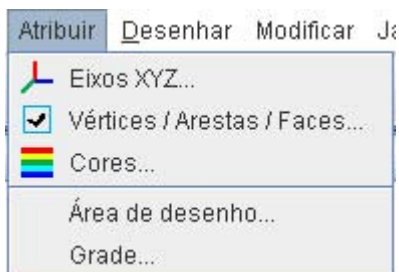 Atribuir Desenhar Modificar Ja
Eixos XYZ...
Vértices / Arestas / Faces...
Cores...
Área de desenho...
Grade...